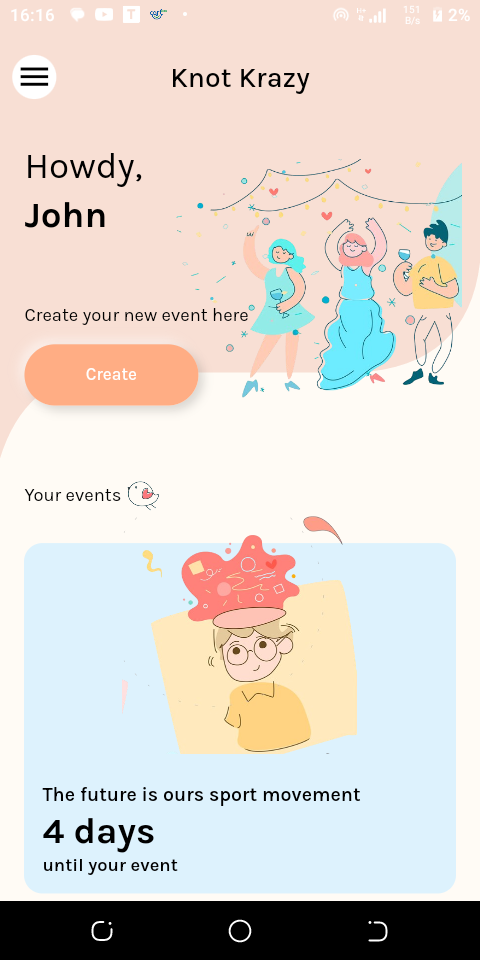 16:16
T
H+
151
B/s
2%
Knot Krazy
Howdy,
John
Create your new event here
Create
Your events
The future is ours sport movement
4 days
until your event